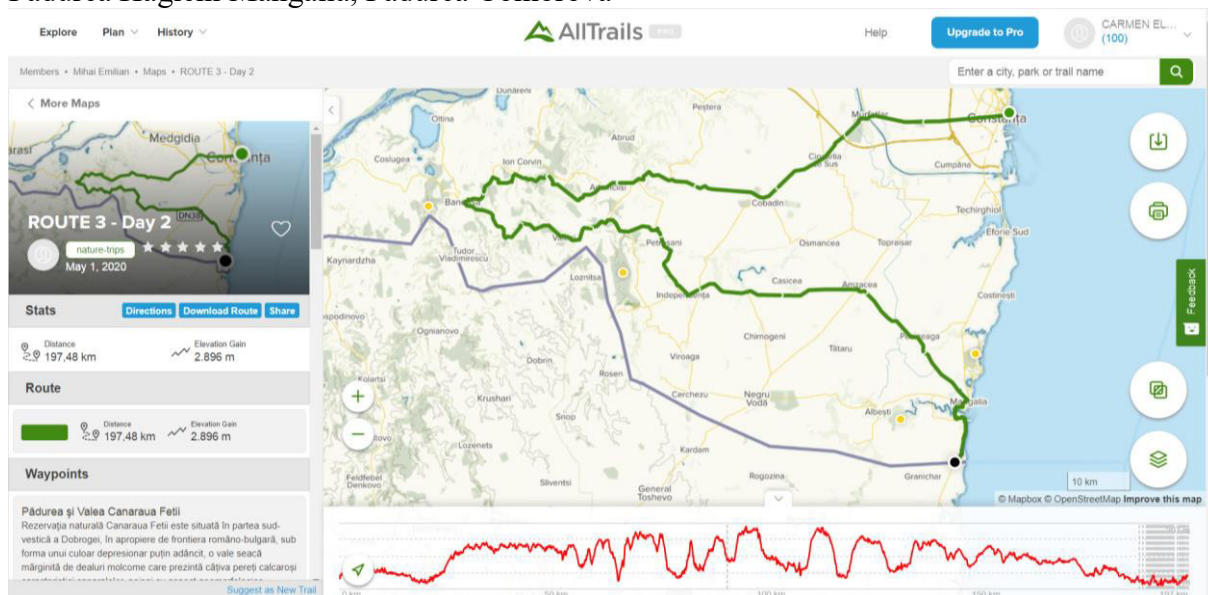 Explore Plan History
AllTrails PRO
Help
Upgrade to Pro
CARMEN EL...
(100)
Members • Mihai Emilian • Maps • ROUTE 3 - Day 2
Enter a city, park or trail name
More Maps
Medgidia
DN38
ROUTE 3 - Day 2
nature-trips
May 1, 2020
Stats
Directions Download Route Share
Distance
197,48 km
Elevation Gain
2.896 m
Route
Distance
197,48 km
Elevation Gain
2.896 m
Waypoints
Pădurea și Valea Canaraua Fetii
Rezervația naturală Canaraua Fetii este situată în partea sud-
vestică a Dobrogei, în apropiere de frontiera româno-bulgară, sub
forma unui culoar depresionar puțin adâncit, o vale seacă
mărginită de dealuri molcome care prezintă câțiva pereți calcaroși
Suggest as New Trail
Dunăreni
Oltina
Peștera
Coslugea
Ion Corvin
Abrud
Cumpăna
Cobadin
Techirghiol
Eforie Sud
Tudor
Vladimirescu
Osmancea
Topraisar
Kaynardzha
Loznitsa
Casicea
Amzacea
Costinești
Independența
Ognianovo
Chirnogeni
Dobrin
Viroaga
Tătaru
Rosen
Krushari
Cerchezu
Negru
Vodă
Albești
Mangalia
Snop
Lozenets
Kardam
Feldfebel
Denkovo
Sliventsi
General
Toshevo
Rogozina
Granichar
10 km
© Mapbox © OpenStreetMap Improve this map
Feedback
0 km 50 km 100 km 150 km 197 km